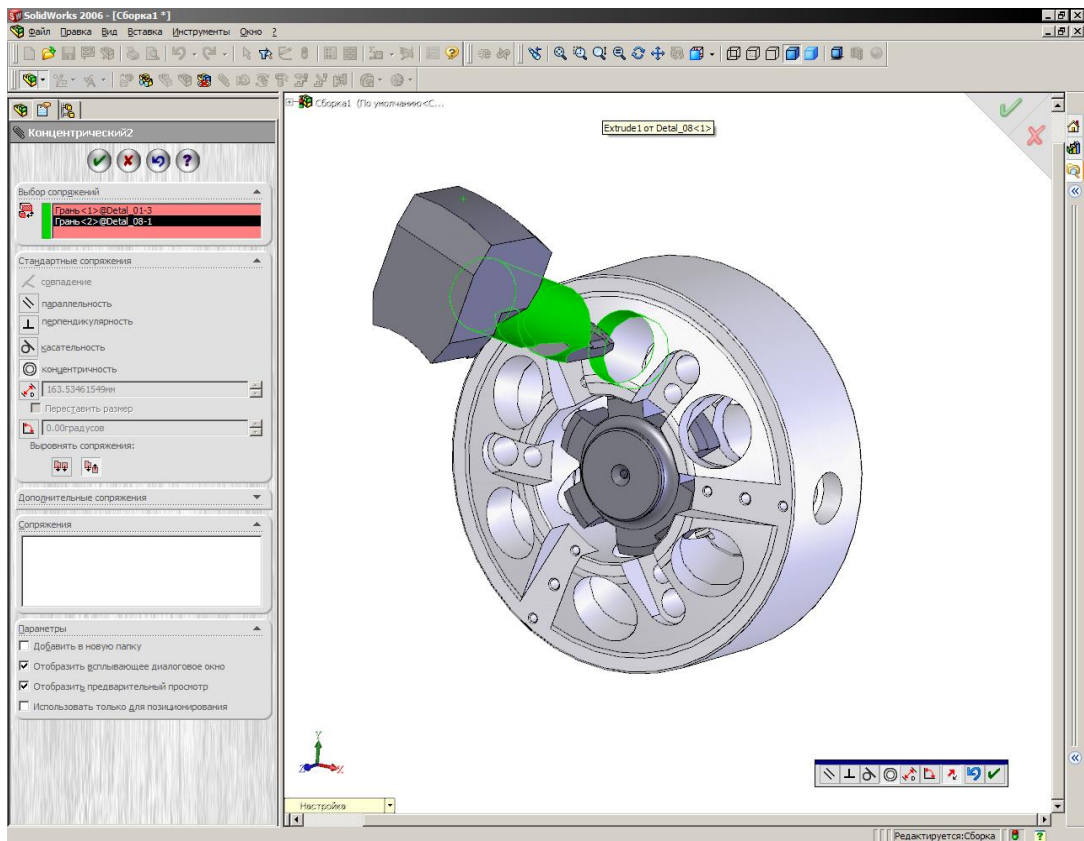 SolidWorks 2006 - [Сборка1 *]
Файл Правка Вид Вставка Инструменты Окно ?
Сборка1 (По умолчанию<С...
Extrude1 от Detal_08<1>
Концентрический2
Выбор сопряжений
Грань<1>@Detal_01-3
Грань<2>@Detal_08-1
Стандартные сопряжения
совпадение
параллельность
перпендикулярность
касательность
концентричность
163.53461549мм
Переставить размер
0.00градусов
Выровнять сопряжения:
Дополнительные сопряжения
Сопряжения
Параметры
Добавить в новую папку
Отобразить всплывающее диалоговое окно
Отобразить предварительный просмотр
Использовать только для позиционирования
Y
Z X
Настройка
Редактируется:Сборка